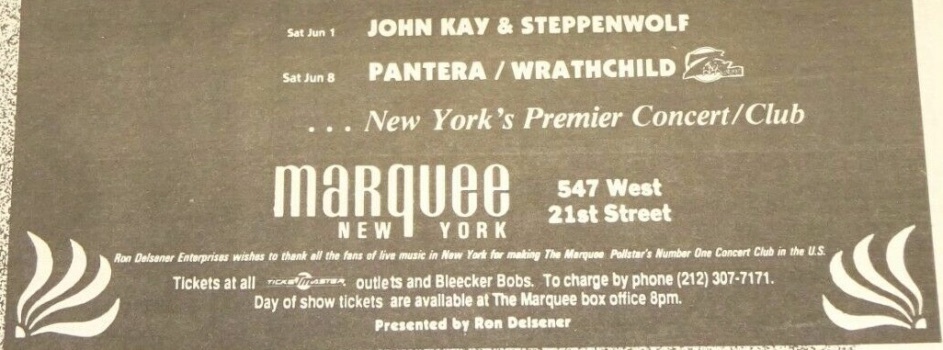 Sat Jun 1 JOHN KAY & STEPPENWOLF
Sat Jun 8 PANTERA / WRATHCHILD
. . . New York's Premier Concert/Club
marquee
NEW YORK
547 West
21st Street
Ron Delsener Enterprises wishes to thank all the fans of live music in New York for making The Marquee Pollstar's Number One Concert Club in the U.S.
Tickets at all TICKETMASTER outlets and Bleecker Bobs. To charge by phone (212) 307-7171.
Day of show tickets are available at The Marquee box office 8pm.
Presented by Ron Delsener